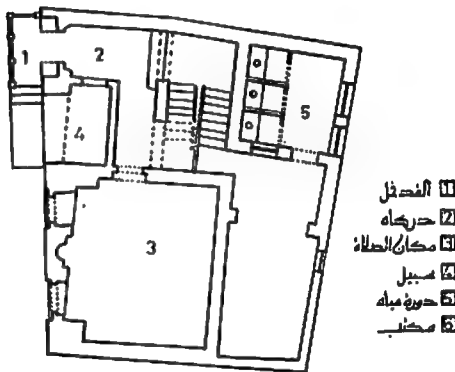 1
2
4
5
3
1 المدخل
2 دركاه
3 مكان الصلاة
4 سبيل
5 دورة مياه
6 مكتب